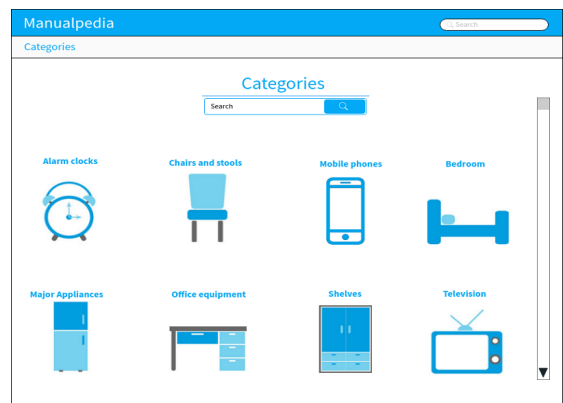 Manualpedia
Search
Categories
Categories
Search
Alarm clocks
Chairs and stools
Mobile phones
Bedroom
Major Appliances
Office equipment
Shelves
Television